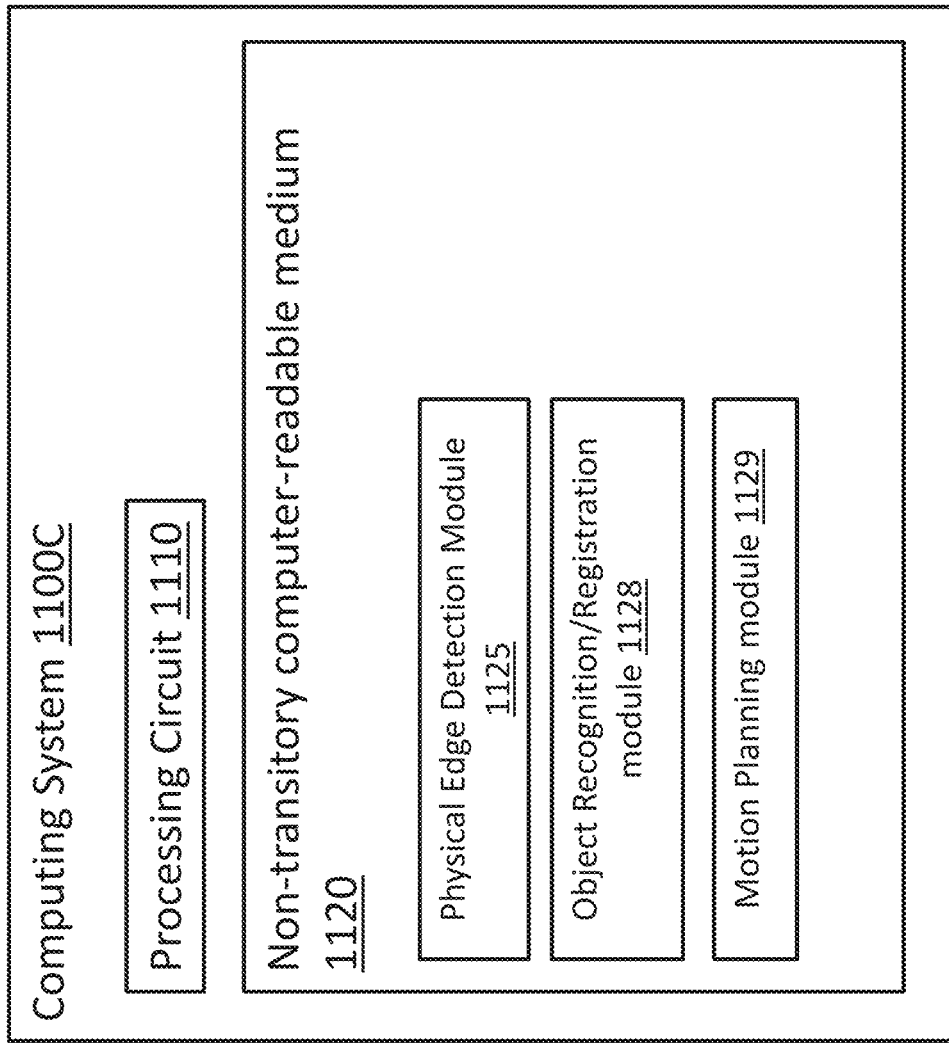 Computing System 1100C
Processing Circuit 1110
Non-transitory computer-readable medium
1120
Physical Edge Detection Module
1125
Object Recognition/Registration
module 1128
Motion Planning module 1129